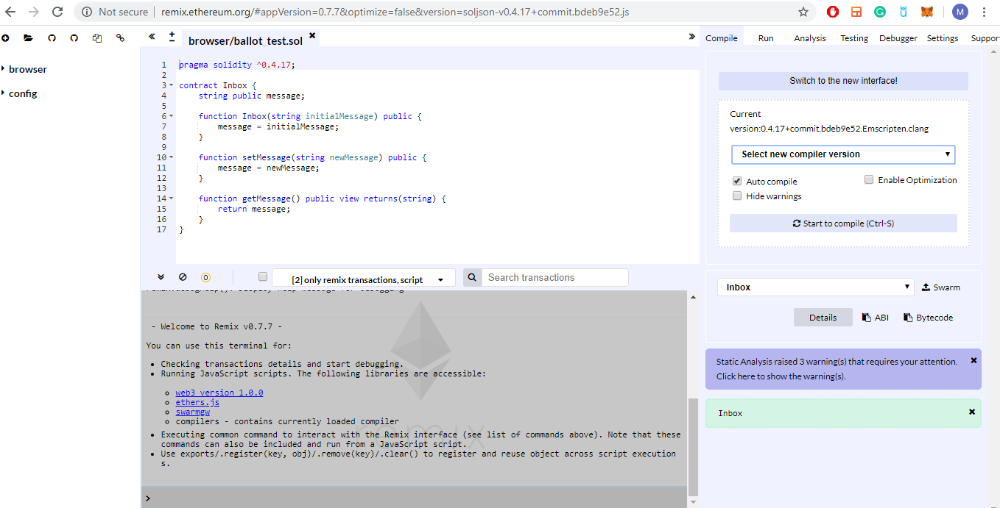 Not secure | remix.ethereum.org/#appVersion=0.7.7&optimize=false&version=soljson-v0.4.17+commit.bdeb9e52.js
M
browser
config
browser/ballot_test.sol
1 pragma solidity ^0.4.17;
2
3 contract Inbox {
4 string public message;
5
6 function Inbox(string initialMessage) public {
7 message = initialMessage;
8 }
9
10 function setMessage(string newMessage) public {
11 message = newMessage;
12 }
13
14 function getMessage() public view returns(string) {
15 return message;
16 }
17 }
0
[2] only remix transactions, script
Search transactions
- Welcome to Remix v0.7.7 -
You can use this terminal for:
Checking transactions details and start debugging.
Running JavaScript scripts. The following libraries are accessible:
web3 version 1.0.0
ethers.js
swarmgw
compilers - contains currently loaded compiler
Executing common command to interact with the Remix interface (see list of commands above). Note that these
commands can also be included and run from a JavaScript script.
Use exports/.register(key, obj)/.remove(key)/.clear() to register and reuse object across script execution
s.
remix
>
Compile Run Analysis Testing Debugger Settings Suppor
Switch to the new interface!
Current
version:0.4.17+commit.bdeb9e52.Emscripten.clang
Select new compiler version
Auto compile
Enable Optimization
Hide warnings
Start to compile (Ctrl-S)
Inbox
Swarm
Details
ABI
Bytecode
Static Analysis raised 3 warning(s) that requires your attention.
Click here to show the warning(s).
Inbox